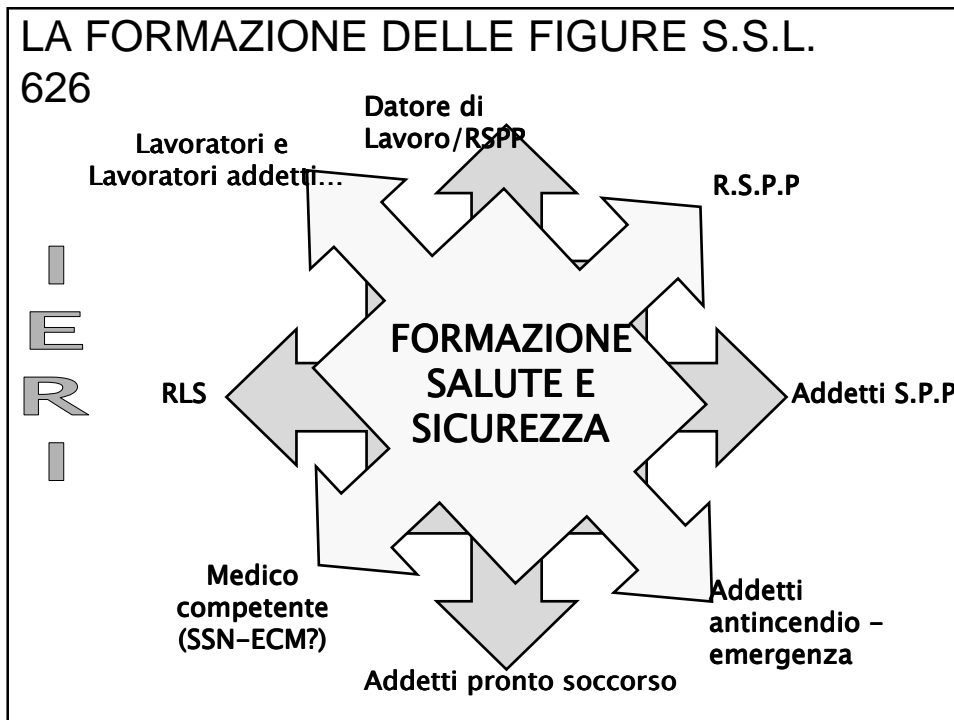 LA FORMAZIONE DELLE FIGURE S.S.L.
626
Datore di
Lavoro/RSPP
Lavoratori e
Lavoratori addetti...
R.S.P.P
I
E
R
I
FORMAZIONE
SALUTE E
SICUREZZA
RLS
Addetti S.P.P
Medico
competente
(SSN-ECM?)
Addetti
antincendio –
emergenza
Addetti pronto soccorso